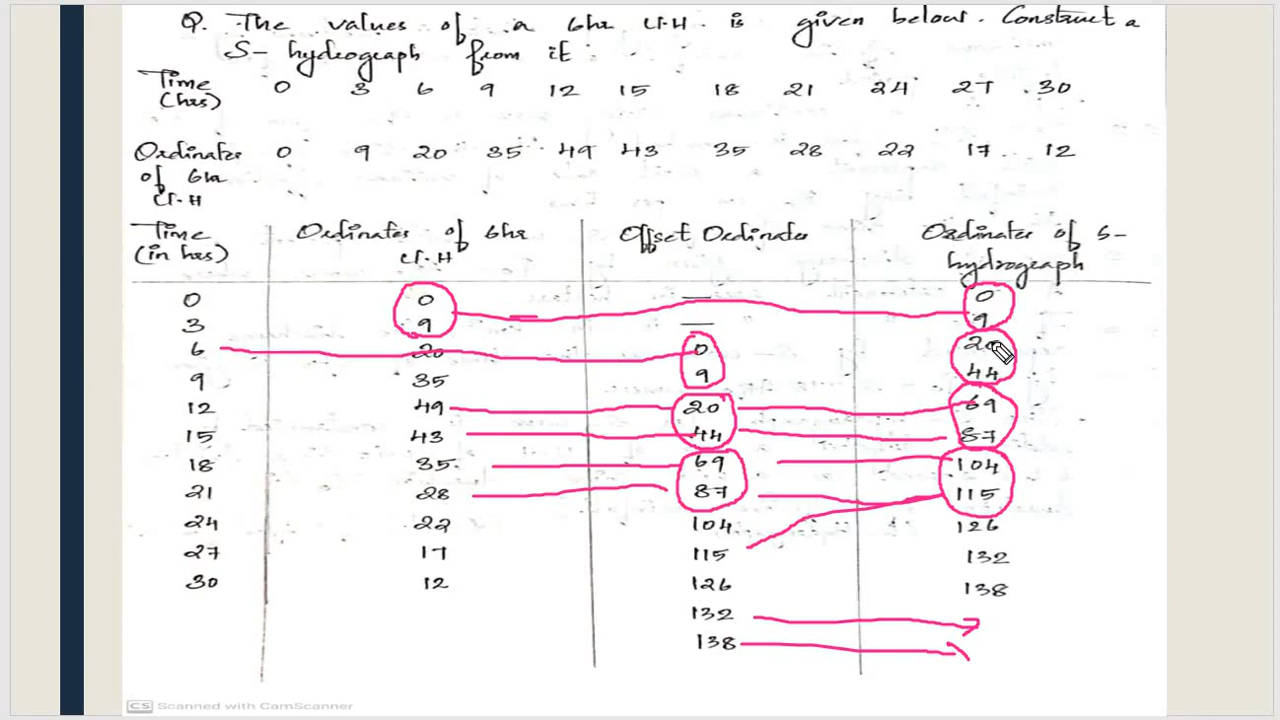 Q. The values of a 6hr U.H. is given below. Construct a
S- hydrograph from it.
Time (hrs) 0 3 6 9 12 15 18 21 24 27 30
Ordinates of 6hr U.H 0 9 20 35 49 43 35 28 22 17 12
Time (in hrs) Ordinates of 6hr U.H Offset Ordinates Ordinates of S-hydrograph
0 0 — 0
3 9 — 9
6 20 0 20
9 35 9 44
12 49 20 69
15 43 44 87
18 35 69 104
21 28 87 115
24 22 104 126
27 17 115 132
30 12 126 138
132
138
CS Scanned with CamScanner